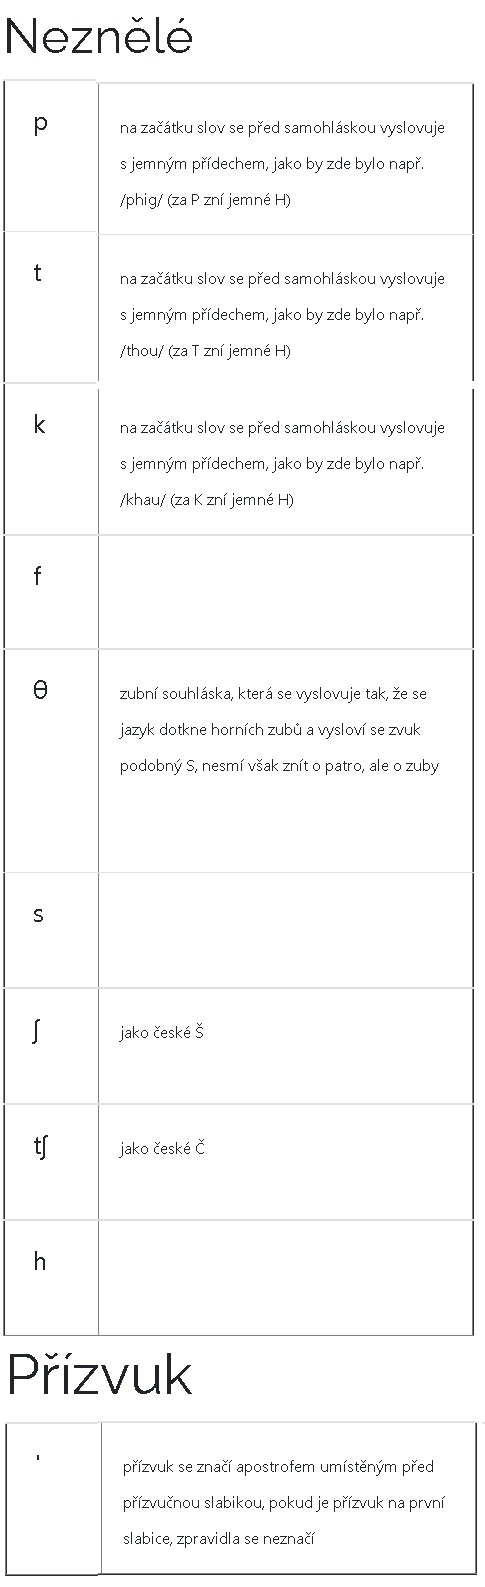 Neznělé
p
na začátku slov se před samohláskou vyslovuje
s jemným přídechem, jako by zde bylo např.
/phig/ (za P zní jemné H)
t
na začátku slov se před samohláskou vyslovuje
s jemným přídechem, jako by zde bylo např.
/thou/ (za T zní jemné H)
k
na začátku slov se před samohláskou vyslovuje
s jemným přídechem, jako by zde bylo např.
/khau/ (za K zní jemné H)
f
θ
zubní souhláska, která se vyslovuje tak, že se
jazyk dotkne horních zubů a vysloví se zvuk
podobný S, nesmí však znít o patro, ale o zuby
s
ʃ
jako české Š
tʃ
jako české Č
h
Přízvuk
'
přízvuk se značí apostrofem umístěným před
přízvučnou slabikou, pokud je přízvuk na první
slabice, zpravidla se neznačí